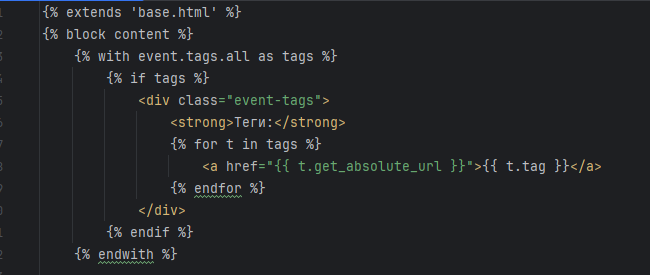 {% extends 'base.html' %}
{% block content %}
{% with event.tags.all as tags %}
{% if tags %}
<div class="event-tags">
<strong>Теги:</strong>
{% for t in tags %}
<a href="{{ t.get_absolute_url }}">{{ t.tag }}</a>
{% endfor %}
</div>
{% endif %}
{% endwith %}